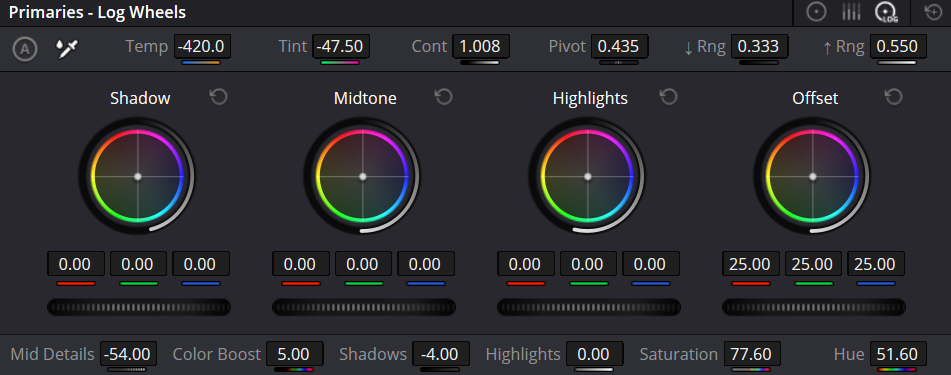 Primaries - Log Wheels LOG
A Temp -420.0 Tint -47.50 Cont 1.008 Pivot 0.435 ↓ Rng 0.333 ↑ Rng 0.550
Shadow Midtone Highlights Offset
0.00 0.00 0.00 0.00 0.00 0.00 0.00 0.00 0.00 25.00 25.00 25.00
Mid Details -54.00 Color Boost 5.00 Shadows -4.00 Highlights 0.00 Saturation 77.60 Hue 51.60